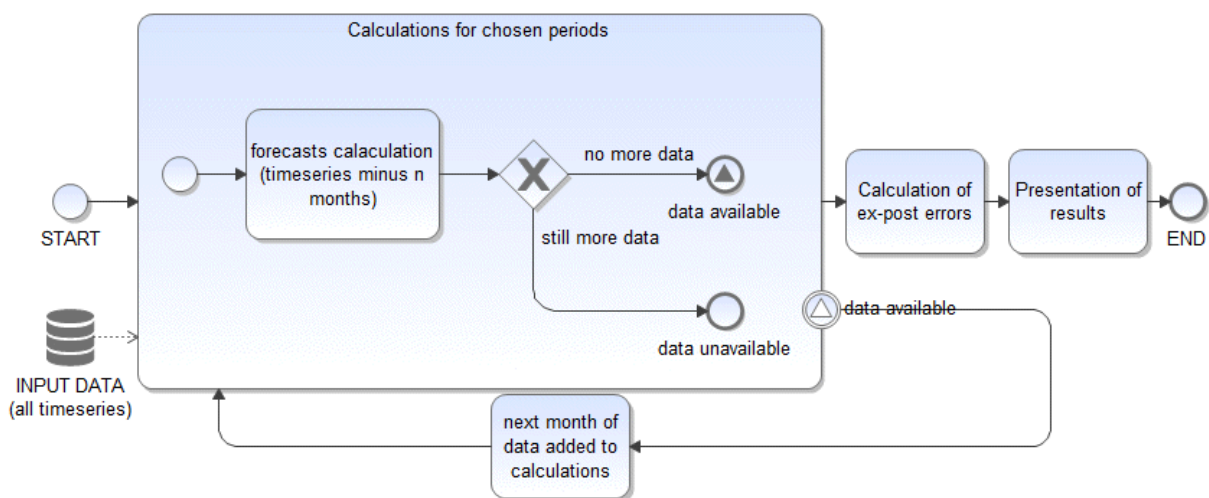 Calculations for chosen periods
forecasts calaculation
(timeseries minus n
months)
no more data
data available
still more data
data unavailable
START
INPUT DATA
(all timeseries)
Calculation of
ex-post errors
Presentation of
results
END
data available
next month of
data added to
calculations